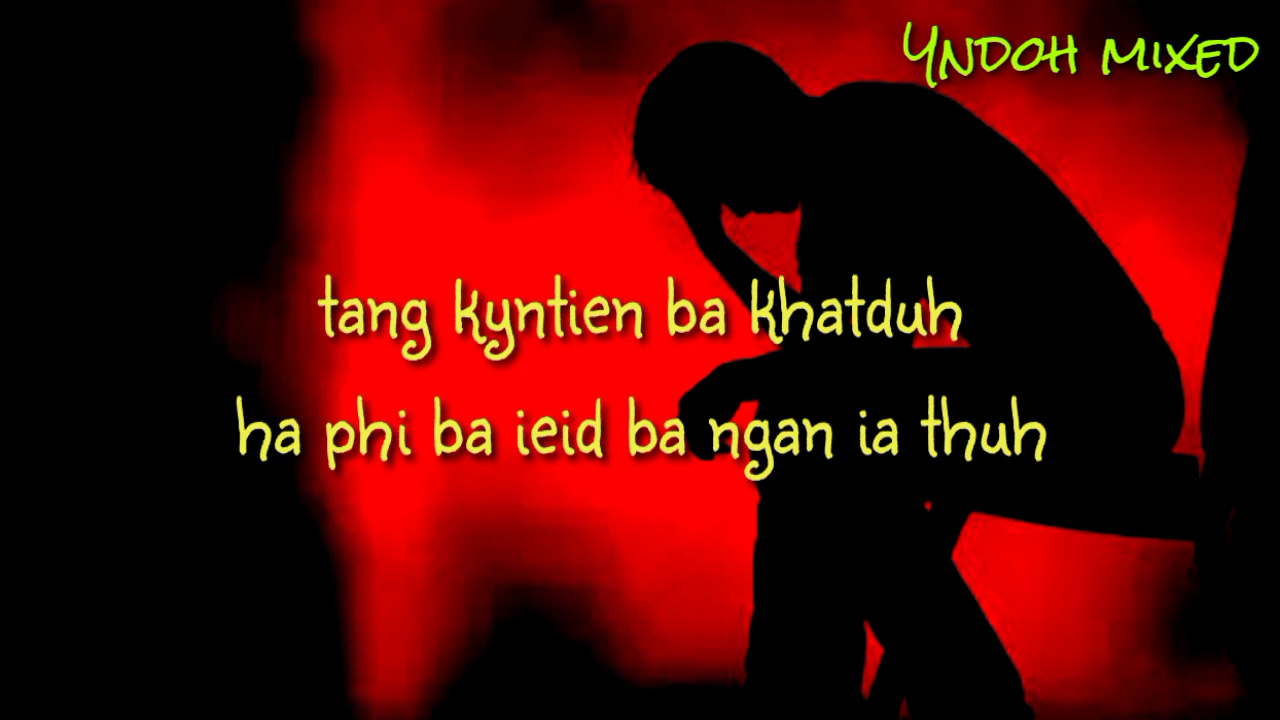 YNDOH MIXED
tang kyntien ba khatduh
ha phi ba ieid ba ngan ia thuh